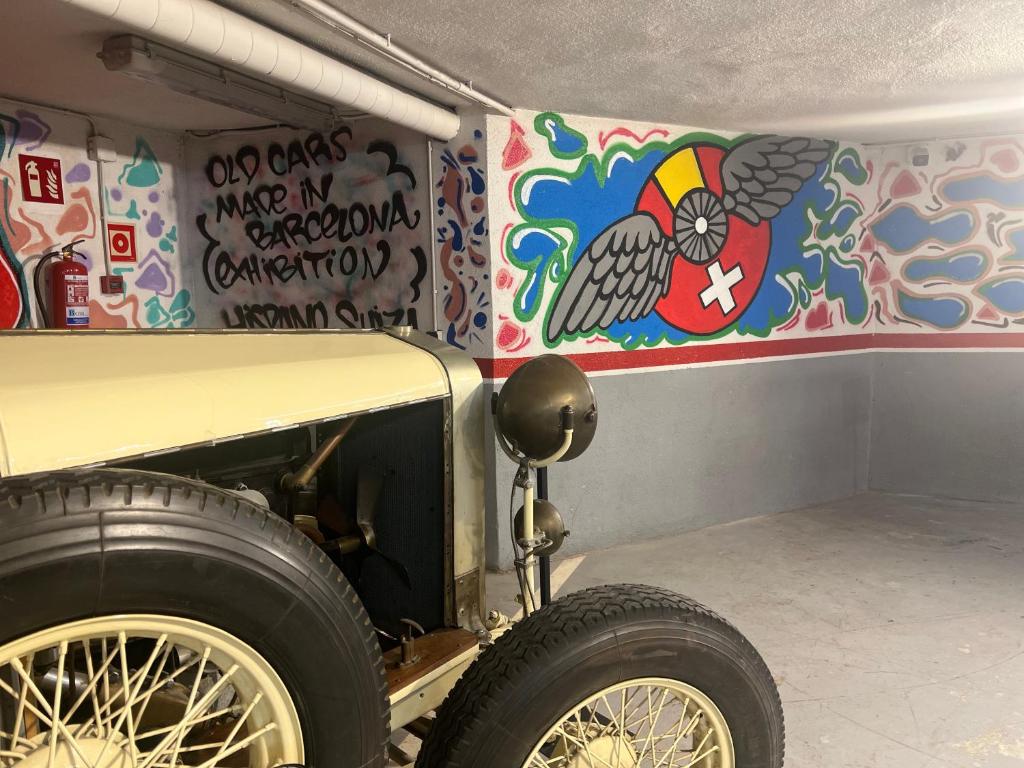 OLD CARS
MADE IN
BARCELONA
EXHIBITION
HISPANO SUIZA